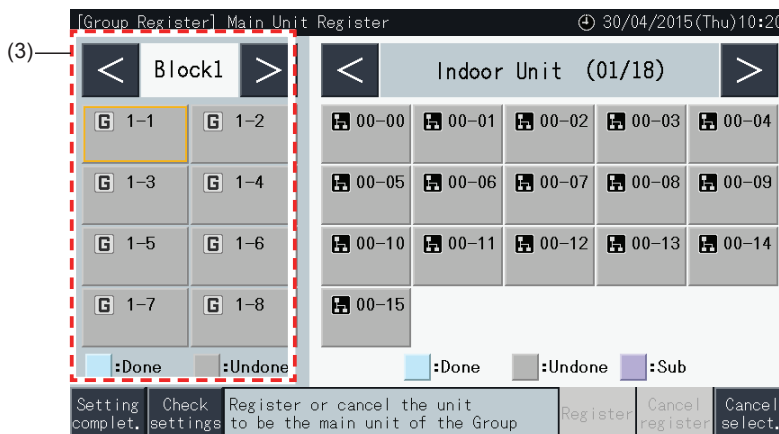 [Group Register] Main Unit Register 30/04/2015(Thu)10:20
(3)
< Block1 > < Indoor Unit (01/18) >
G 1-1 G 1-2 00-00 00-01 00-02 00-03 00-04
G 1-3 G 1-4 00-05 00-06 00-07 00-08 00-09
G 1-5 G 1-6 00-10 00-11 00-12 00-13 00-14
G 1-7 G 1-8 00-15
:Done :Undone :Done :Undone :Sub
Setting complet. Check settings Register or cancel the unit to be the main unit of the Group Register Cancel register Cancel select.